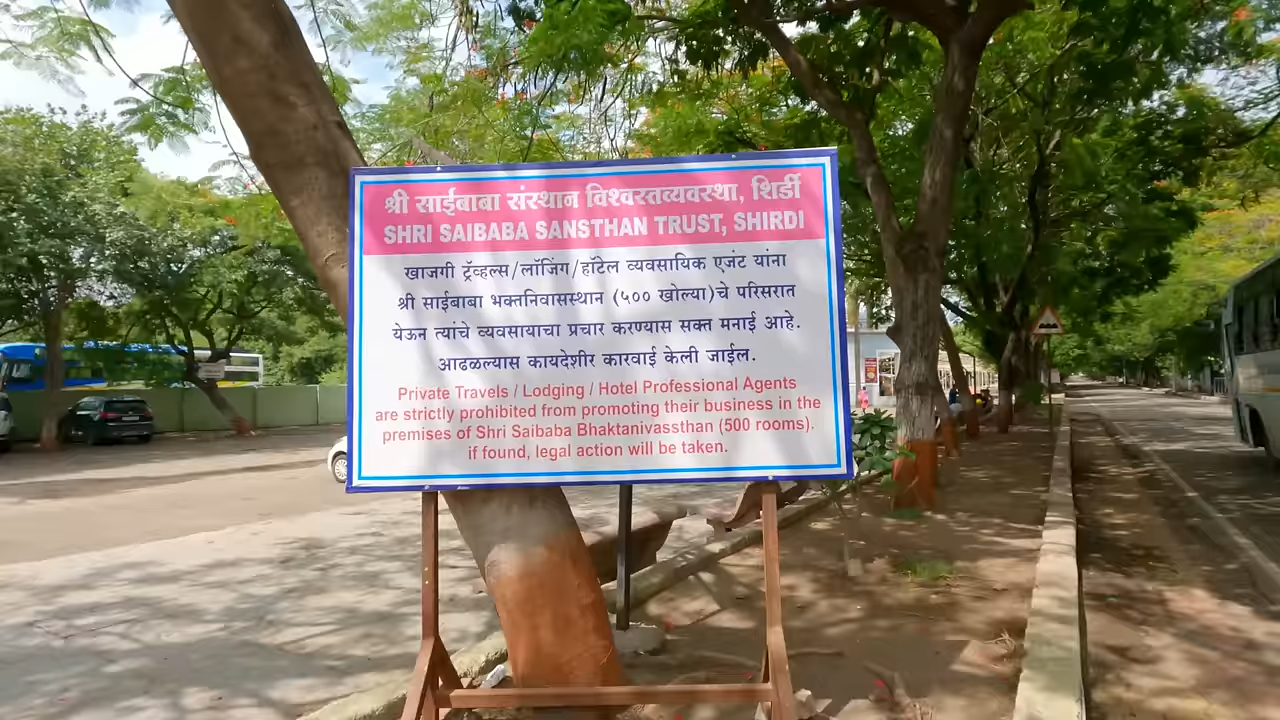 श्री साईबाबा संस्थान विश्वस्तव्यवस्था, शिर्डी
SHRI SAIBABA SANSTHAN TRUST, SHIRDI
खाजगी ट्रॅव्हल्स/लॉजिंग/हॉटेल व्यवसायिक एजंट यांना
श्री साईबाबा भक्तनिवासस्थान (५०० खोल्या)चे परिसरात
येऊन त्यांचे व्यवसायाचा प्रचार करण्यास सक्त मनाई आहे.
आढळल्यास कायदेशीर कारवाई केली जाईल.
Private Travels / Lodging / Hotel Professional Agents
are strictly prohibited from promoting their business in the
premises of Shri Saibaba Bhaktanivassthan (500 rooms).
if found, legal action will be taken.